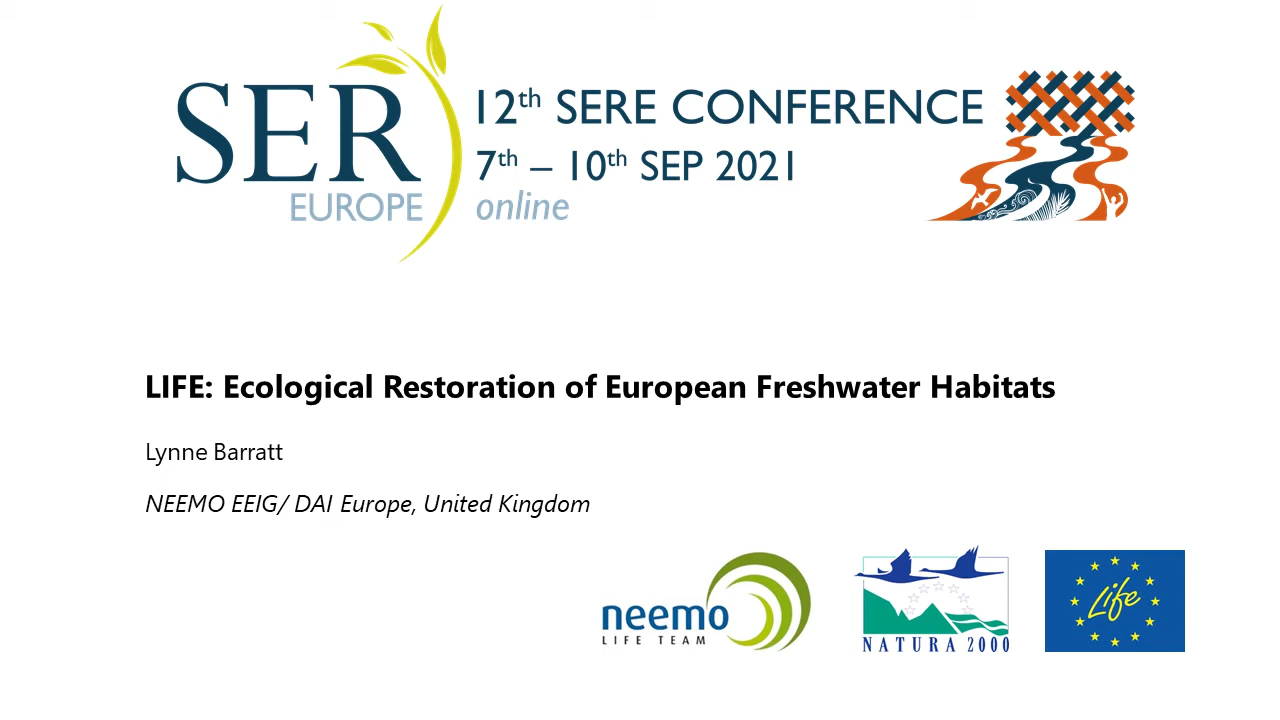 SER
EUROPE
12th SERE CONFERENCE
7th – 10th SEP 2021
online
LIFE: Ecological Restoration of European Freshwater Habitats
Lynne Barratt
NEEMO EEIG/ DAI Europe, United Kingdom
neemo
LIFE TEAM
NATURA 2000
Life